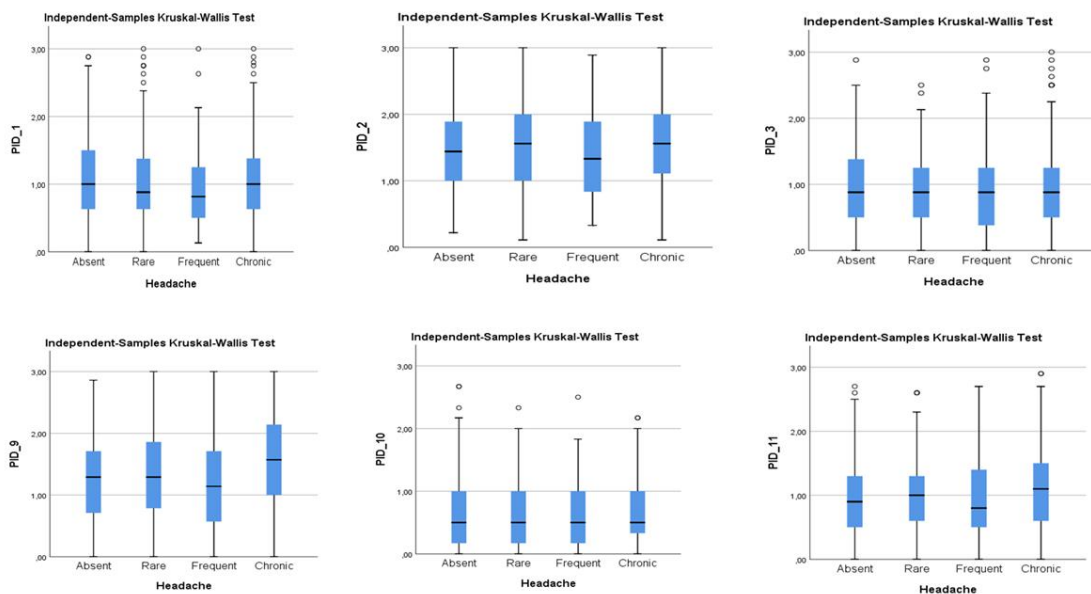 Independent-Samples Kruskal-Wallis Test
3,00
2,00
1,00
,00
PID_1
Absent Rare Frequent Chronic
Headache
Independent-Samples Kruskal-Wallis Test
3,00
2,00
1,00
,00
PID_2
Absent Rare Frequent Chronic
Headache
Independent-Samples Kruskal-Wallis Test
3,00
2,00
1,00
,00
PID_3
Absent Rare Frequent Chronic
Headache
Independent-Samples Kruskal-Wallis Test
3,00
2,00
1,00
,00
PID_9
Absent Rare Frequent Chronic
Headache
Independent-Samples Kruskal-Wallis Test
3,00
2,00
1,00
,00
PID_10
Absent Rare Frequent Chronic
Headache
Independent-Samples Kruskal-Wallis Test
3,00
2,00
1,00
,00
PID_11
Absent Rare Frequent Chronic
Headache